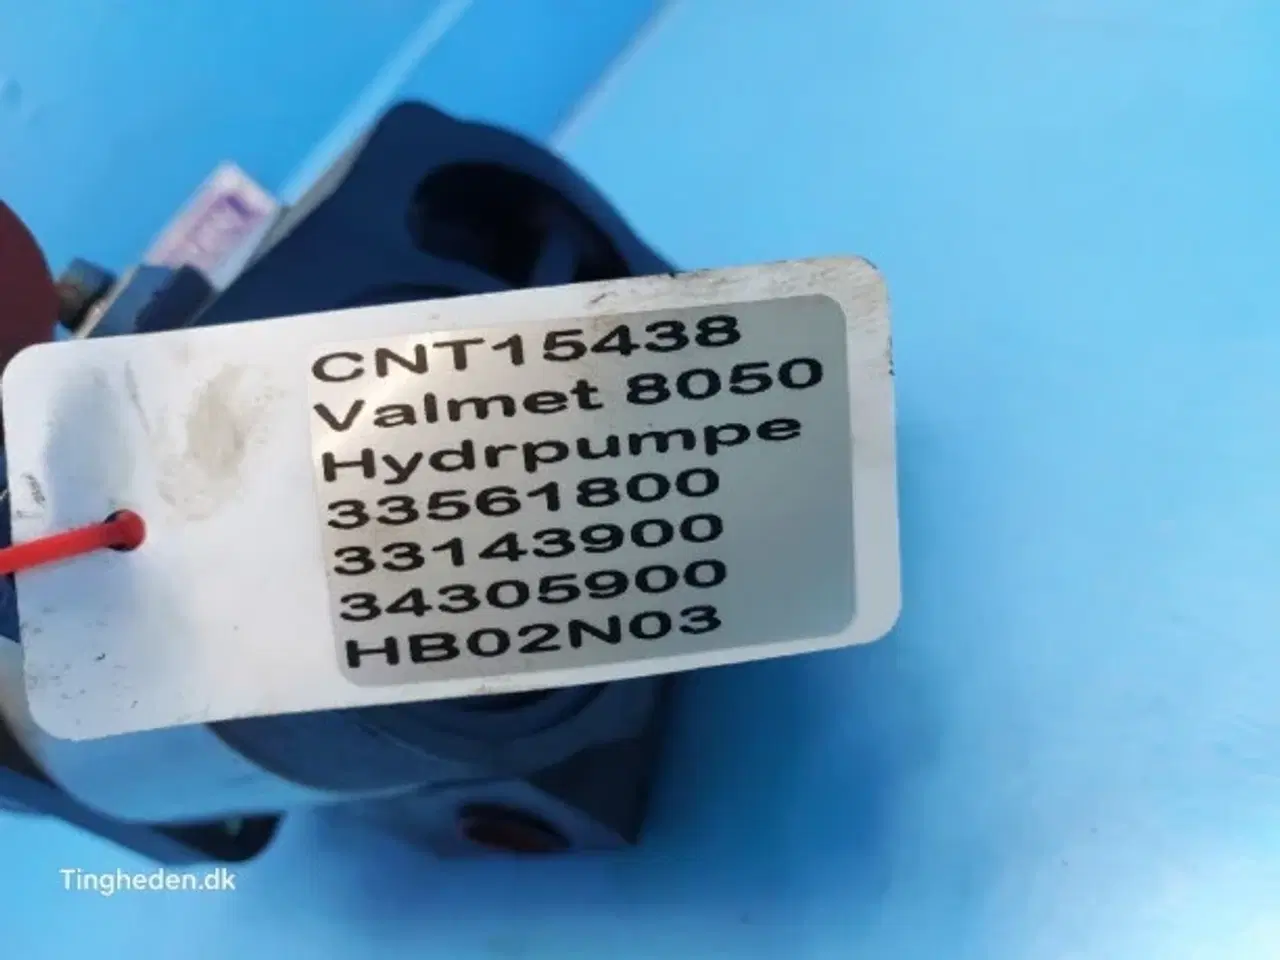 CNT15438
Valmet 8050
Hydrpumpe
33561800
33143900
34305900
HB02N03
Tingheden.dk